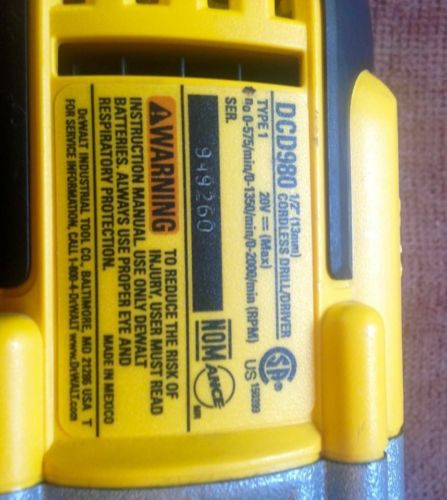 DCD980 1/2" (13mm)
CORDLESS DRILL/DRIVER
TYPE 1 20V ⎓ (Max)
n₀ 0-575/min/0-1350/min/0-2000/min (RPM)
SER.
949260
NOM
ANCE
SA
US
159399
⚠WARNING TO REDUCE THE RISK OF
INJURY, USER MUST READ
INSTRUCTION MANUAL. USE ONLY DEWALT
BATTERIES. ALWAYS USE PROPER EYE AND
RESPIRATORY PROTECTION. MADE IN MEXICO
DeWALT INDUSTRIAL TOOL CO., BALTIMORE, MD 21286 USA T
FOR SERVICE INFORMATION, CALL 1-800-4-DeWALT www.DeWALT.com